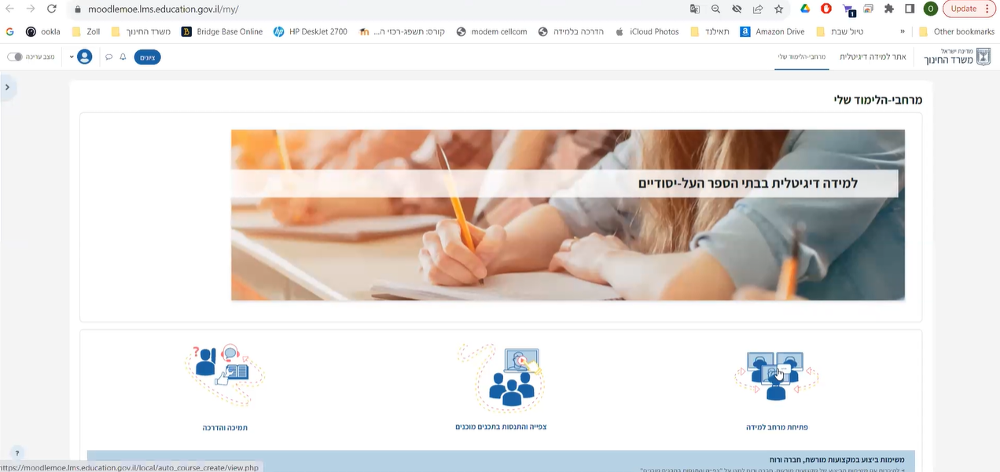 moodlemoe.lms.education.gov.il/my/
O
Update
G
ookla
Zoll
משרד החינוך
B
Bridge Base Online
HP DeskJet 2700
קורס: תשפג-רכזי ה...
modem cellcom
הדרכה בלמידה
iCloud Photos
תאילנד
a
Amazon Drive
טיול שבת
»
Other bookmarks
1
מדינת ישראל
משרד החינוך
אתר למידה דיגיטלית
מרחבי-הלימוד שלי
ציונים
מצב עריכה
מרחבי-הלימוד שלי
למידה דיגיטלית בבתי הספר העל-יסודיים
פתיחת מרחב למידה
צפייה והתנסות בתכנים מוכנים
תמיכה והדרכה
משימות ביצוע במקצועות מורשת, חברה ורוח
?
https://moodlemoe.lms.education.gov.il/local/auto_course_create/view.php